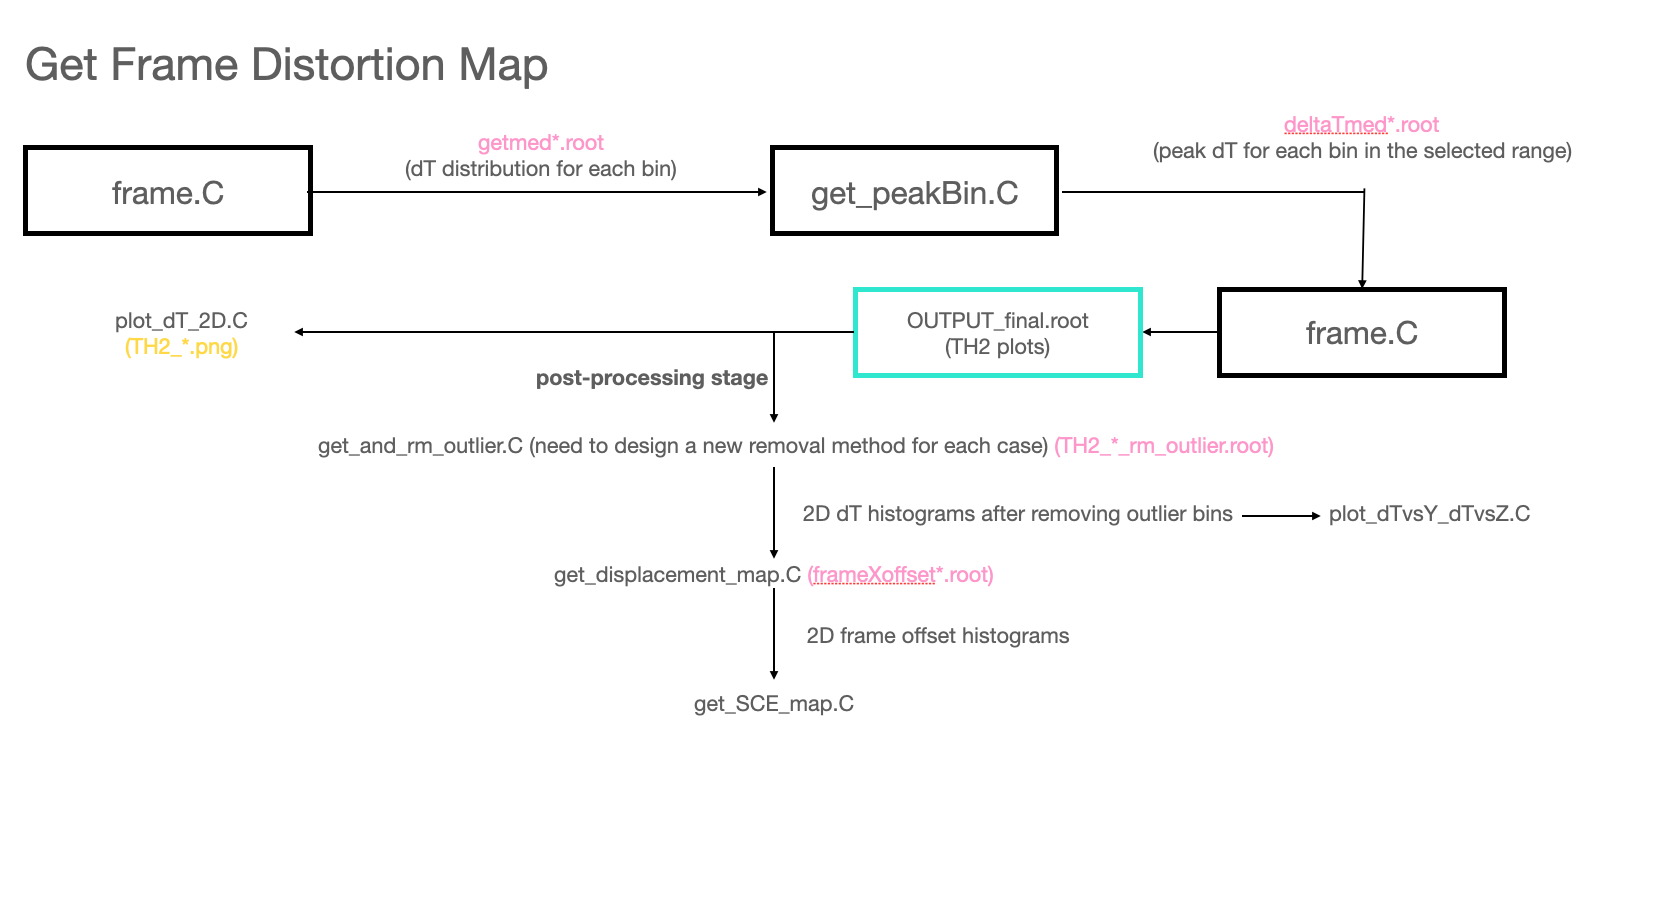 Get Frame Distortion Map
frame.C
getmed*.root
(dT distribution for each bin)
get_peakBin.C
deltaTmed*.root
(peak dT for each bin in the selected range)
frame.C
OUTPUT_final.root
(TH2 plots)
plot_dT_2D.C
(TH2_*.png)
post-processing stage
get_and_rm_outlier.C (need to design a new removal method for each case) (TH2_*_rm_outlier.root)
2D dT histograms after removing outlier bins
plot_dTvsY_dTvsZ.C
get_displacement_map.C (frameXoffset*.root)
2D frame offset histograms
get_SCE_map.C